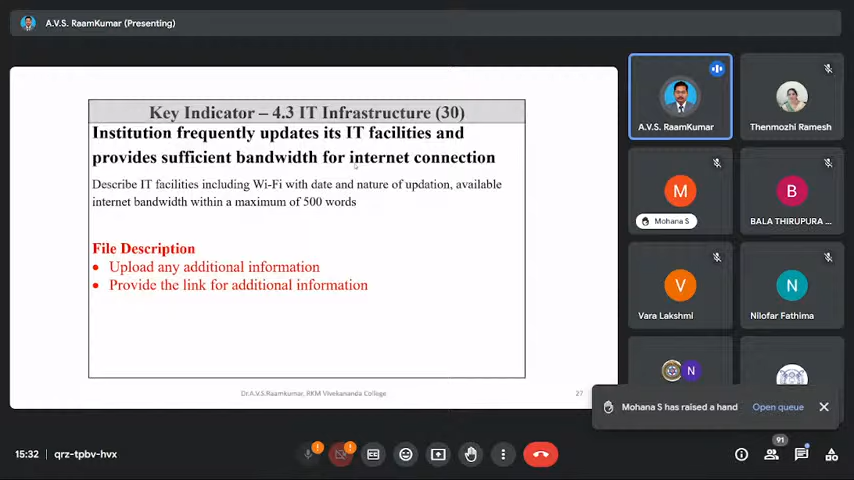 A.V.S. RaamKumar (Presenting)
Key Indicator – 4.3 IT Infrastructure (30)
Institution frequently updates its IT facilities and
provides sufficient bandwidth for internet connection
Describe IT facilities including Wi-Fi with date and nature of updation, available
internet bandwidth within a maximum of 500 words
File Description
• Upload any additional information
• Provide the link for additional information
Dr.A.V.S.Raamkumar, RKM Vivekananda College
27
A.V.S. RaamKumar
Thenmozhi Ramesh
M
Mohana S
B
BALA THIRUPURA ...
V
Vara Lakshmi
N
Nilofar Fathima
N
Mohana S has raised a hand
Open queue
15:32 | qrz-tpbv-hvx
91